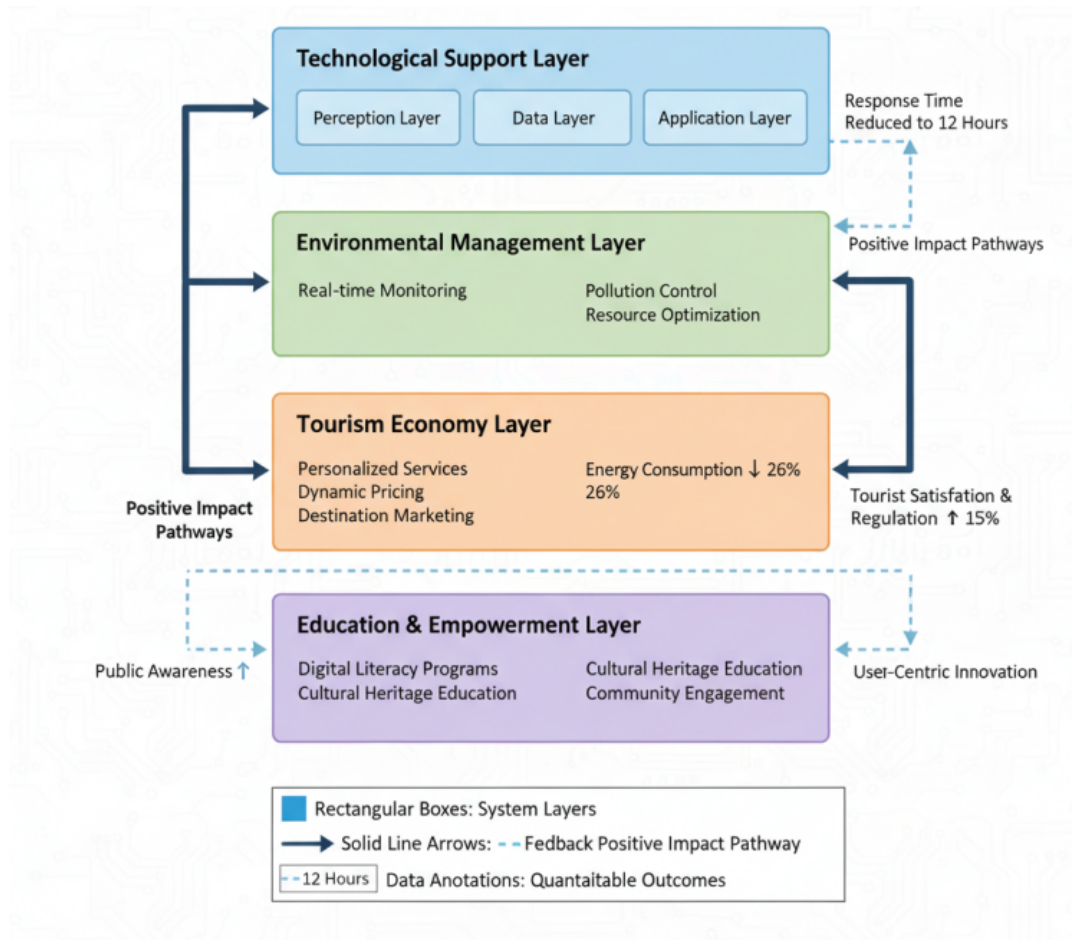 Technological Support Layer
Perception Layer
Data Layer
Application Layer
Response Time
Reduced to 12 Hours
Environmental Management Layer
Real-time Monitoring
Pollution Control
Resource Optimization
Positive Impact Pathways
Tourism Economy Layer
Personalized Services
Dynamic Pricing
Destination Marketing
Energy Consumption ↓ 26%
26%
Positive Impact
Pathways
Tourist Satisfation &
Regulation ↑ 15%
Education & Empowerment Layer
Digital Literacy Programs
Cultural Heritage Education
Cultural Heritage Education
Community Engagement
Public Awareness ↑
User-Centric Innovation
Rectangular Boxes: System Layers
Solid Line Arrows: Fedback Positive Impact Pathway
12 Hours Data Anotations: Quantaitable Outcomes